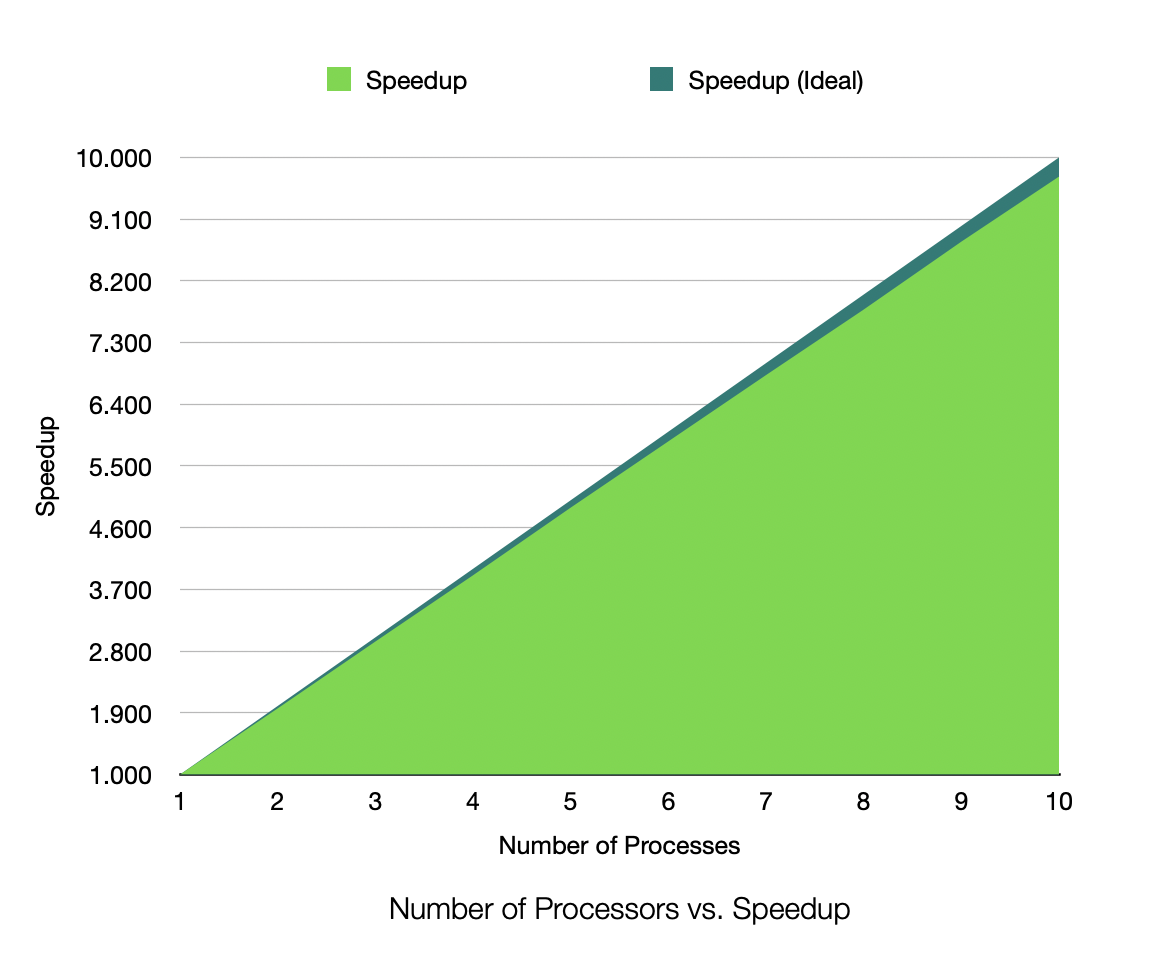 Speedup
Speedup (Ideal)
10.000
9.100
8.200
7.300
6.400
5.500
4.600
3.700
2.800
1.900
1.000
Speedup
1 2 3 4 5 6 7 8 9 10
Number of Processes
Number of Processors vs. Speedup